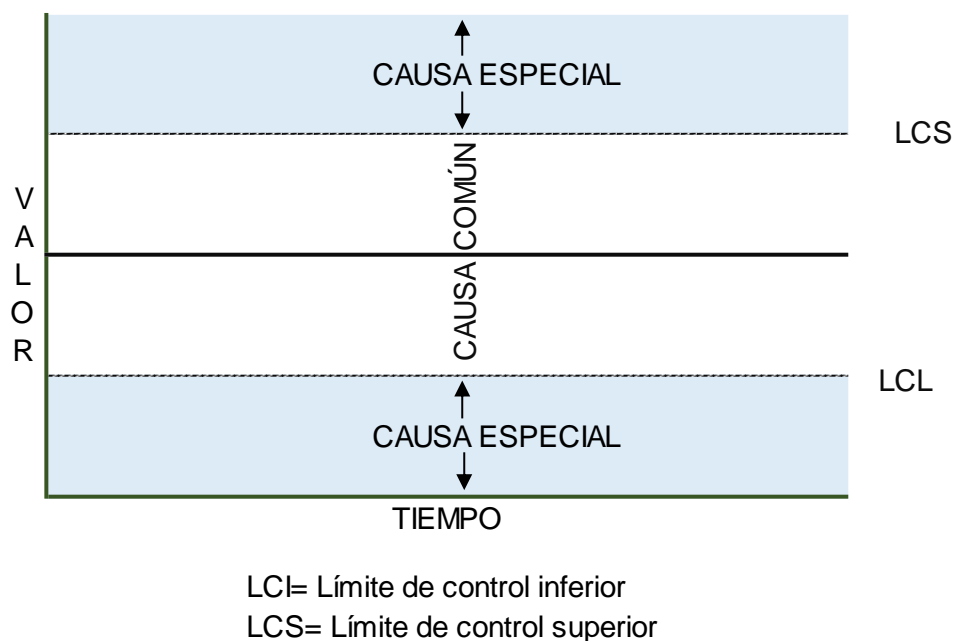 CAUSA ESPECIAL
LCS
CAUSA COMÚN
VALOR
LCL
CAUSA ESPECIAL
TIEMPO
LCI= Límite de control inferior
LCS= Límite de control superior